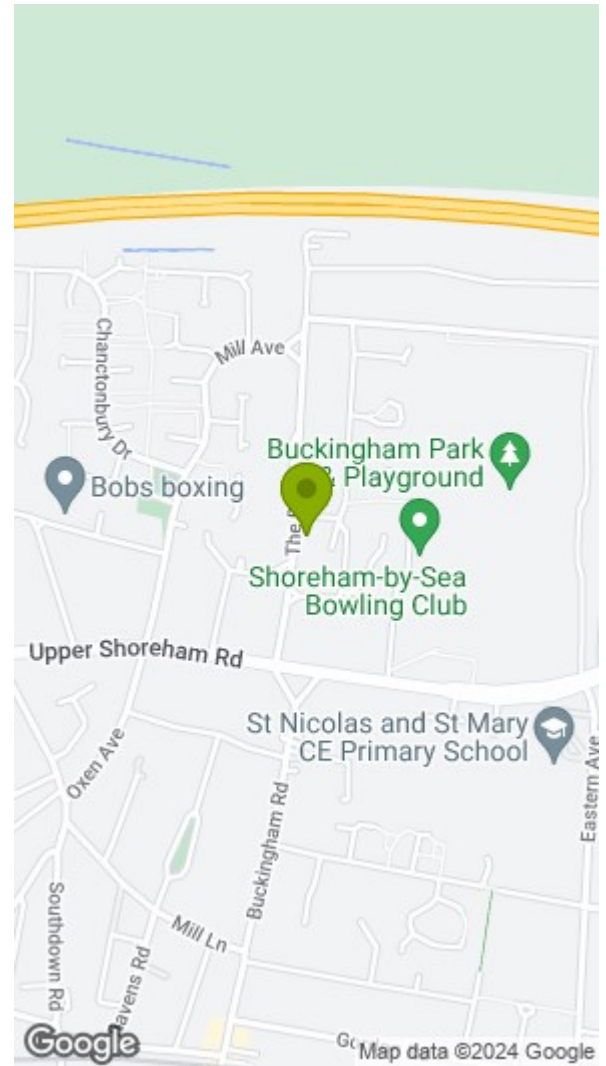 Mill Ave
Chanctonbury Dr
Buckingham Park
& Playground
Bobs boxing
The
Shoreham-by-Sea
Bowling Club
Upper Shoreham Rd
St Nicolas and St Mary
CE Primary School
Oxen Ave
Eastern Ave
Buckingham Rd
Southdown Rd
Mill Ln
Google
Map data ©2024 Google